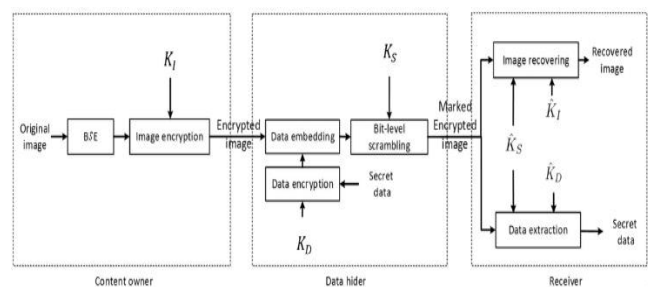 K_I
K_S
Image recovering
Recovered
image
Marked
Encrypted
image
K̂_I
Original
image
BSE
Image encryption
Encrypted
image
Data embedding
Bit-level
scrambling
K̂_S
Data encryption
Secret
data
K̂_D
K_D
Data extraction
Secret
data
Content owner
Data hider
Receiver